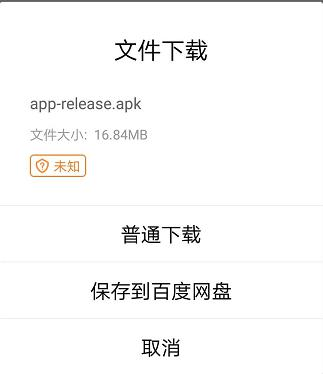 文件下载
app-release.apk
文件大小: 16.84MB
未知
普通下载
保存到百度网盘
取消